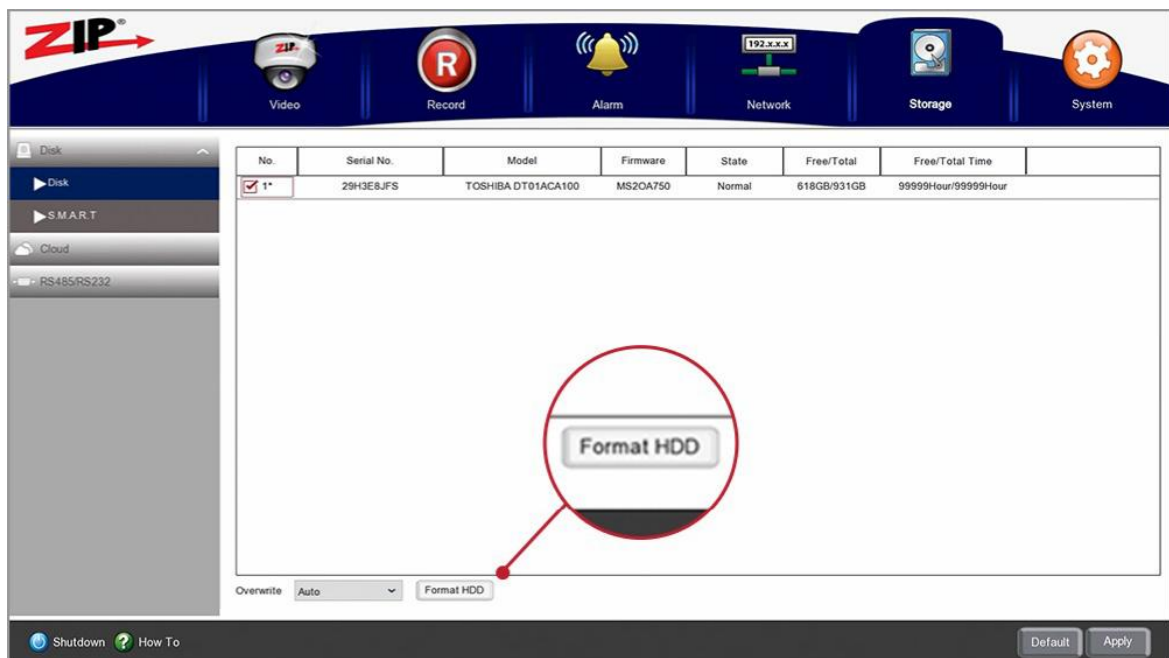 ZIP®
ZIP
R
192.x.x.x
Video
Record
Alarm
Network
Storage
System
Disk
Disk
S.M.A.R.T
Cloud
RS485/RS232
No. Serial No. Model Firmware State Free/Total Free/Total Time
1* 29H3E8JFS TOSHIBA DT01ACA100 MS2OA750 Normal 618GB/931GB 99999Hour/99999Hour
Format HDD
Overwrite Auto Format HDD
Shutdown ? How To Default Apply